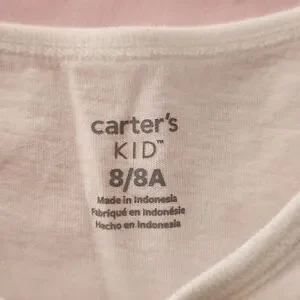 carter's
KID™
8/8A
Made in Indonesia
Fabriqué en Indonésie
Hecho en Indonesia